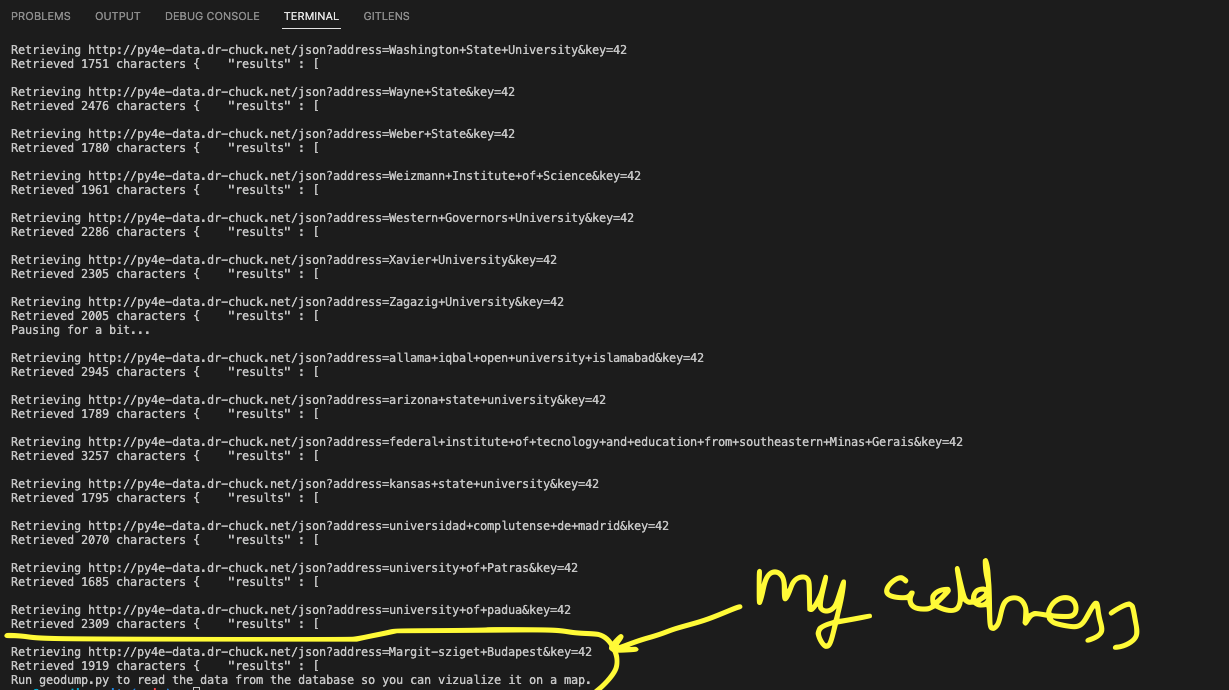 PROBLEMS OUTPUT DEBUG CONSOLE TERMINAL GITLENS
Retrieving http://py4e-data.dr-chuck.net/json?address=Washington+State+University&key=42
Retrieved 1751 characters {    "results" : [
Retrieving http://py4e-data.dr-chuck.net/json?address=Wayne+State&key=42
Retrieved 2476 characters {    "results" : [
Retrieving http://py4e-data.dr-chuck.net/json?address=Weber+State&key=42
Retrieved 1780 characters {    "results" : [
Retrieving http://py4e-data.dr-chuck.net/json?address=Weizmann+Institute+of+Science&key=42
Retrieved 1961 characters {    "results" : [
Retrieving http://py4e-data.dr-chuck.net/json?address=Western+Governors+University&key=42
Retrieved 2286 characters {    "results" : [
Retrieving http://py4e-data.dr-chuck.net/json?address=Xavier+University&key=42
Retrieved 2305 characters {    "results" : [
Retrieving http://py4e-data.dr-chuck.net/json?address=Zagazig+University&key=42
Retrieved 2005 characters {    "results" : [
Pausing for a bit...
Retrieving http://py4e-data.dr-chuck.net/json?address=allama+iqbal+open+university+islamabad&key=42
Retrieved 2945 characters {    "results" : [
Retrieving http://py4e-data.dr-chuck.net/json?address=arizona+state+university&key=42
Retrieved 1789 characters {    "results" : [
Retrieving http://py4e-data.dr-chuck.net/json?address=federal+institute+of+tecnology+and+education+from+southeastern+Minas+Gerais&key=42
Retrieved 3257 characters {    "results" : [
Retrieving http://py4e-data.dr-chuck.net/json?address=kansas+state+university&key=42
Retrieved 1795 characters {    "results" : [
Retrieving http://py4e-data.dr-chuck.net/json?address=universidad+complutense+de+madrid&key=42
Retrieved 2070 characters {    "results" : [
Retrieving http://py4e-data.dr-chuck.net/json?address=university+of+Patras&key=42
Retrieved 1685 characters {    "results" : [
my address
Retrieving http://py4e-data.dr-chuck.net/json?address=university+of+padua&key=42
Retrieved 2309 characters {    "results" : [
Retrieving http://py4e-data.dr-chuck.net/json?address=Margit-sziget+Budapest&key=42
Retrieved 1919 characters {    "results" : [
Run geodump.py to read the data from the database so you can vizualize it on a map.